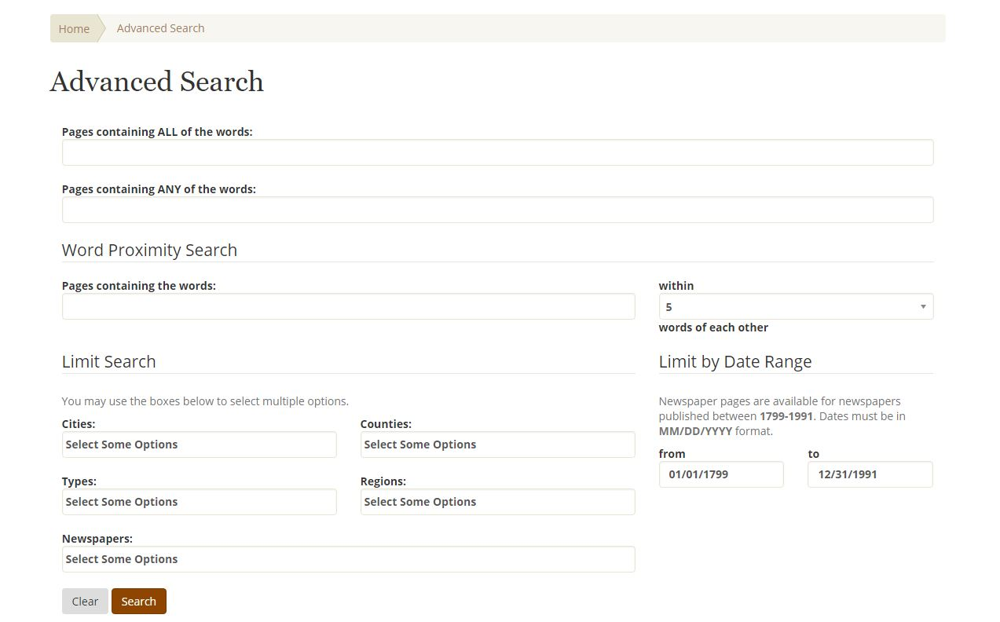 Home Advanced Search
Advanced Search
Pages containing ALL of the words:
Pages containing ANY of the words:
Word Proximity Search
Pages containing the words:
within
5
words of each other
Limit Search
You may use the boxes below to select multiple options.
Cities: Counties:
Select Some Options Select Some Options
Types: Regions:
Select Some Options Select Some Options
Newspapers:
Select Some Options
Limit by Date Range
Newspaper pages are available for newspapers
published between 1799-1991. Dates must be in
MM/DD/YYYY format.
from to
01/01/1799 12/31/1991
Clear Search